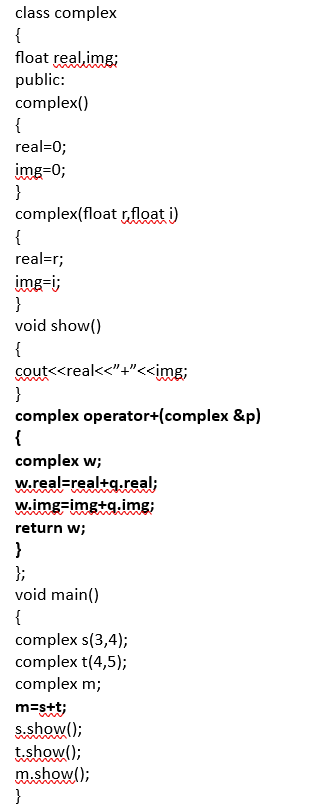 class complex
{
float real,img;
public:
complex()
{
real=0;
img=0;
}
complex(float r,float i)
{
real=r;
img=i;
}
void show()
{
cout<<real<<”+”<<img;
}
complex operator+(complex &p)
{
complex w;
w.real=real+q.real;
w.img=img+q.img;
return w;
}
};
void main()
{
complex s(3,4);
complex t(4,5);
complex m;
m=s+t;
s.show();
t.show();
m.show();
}